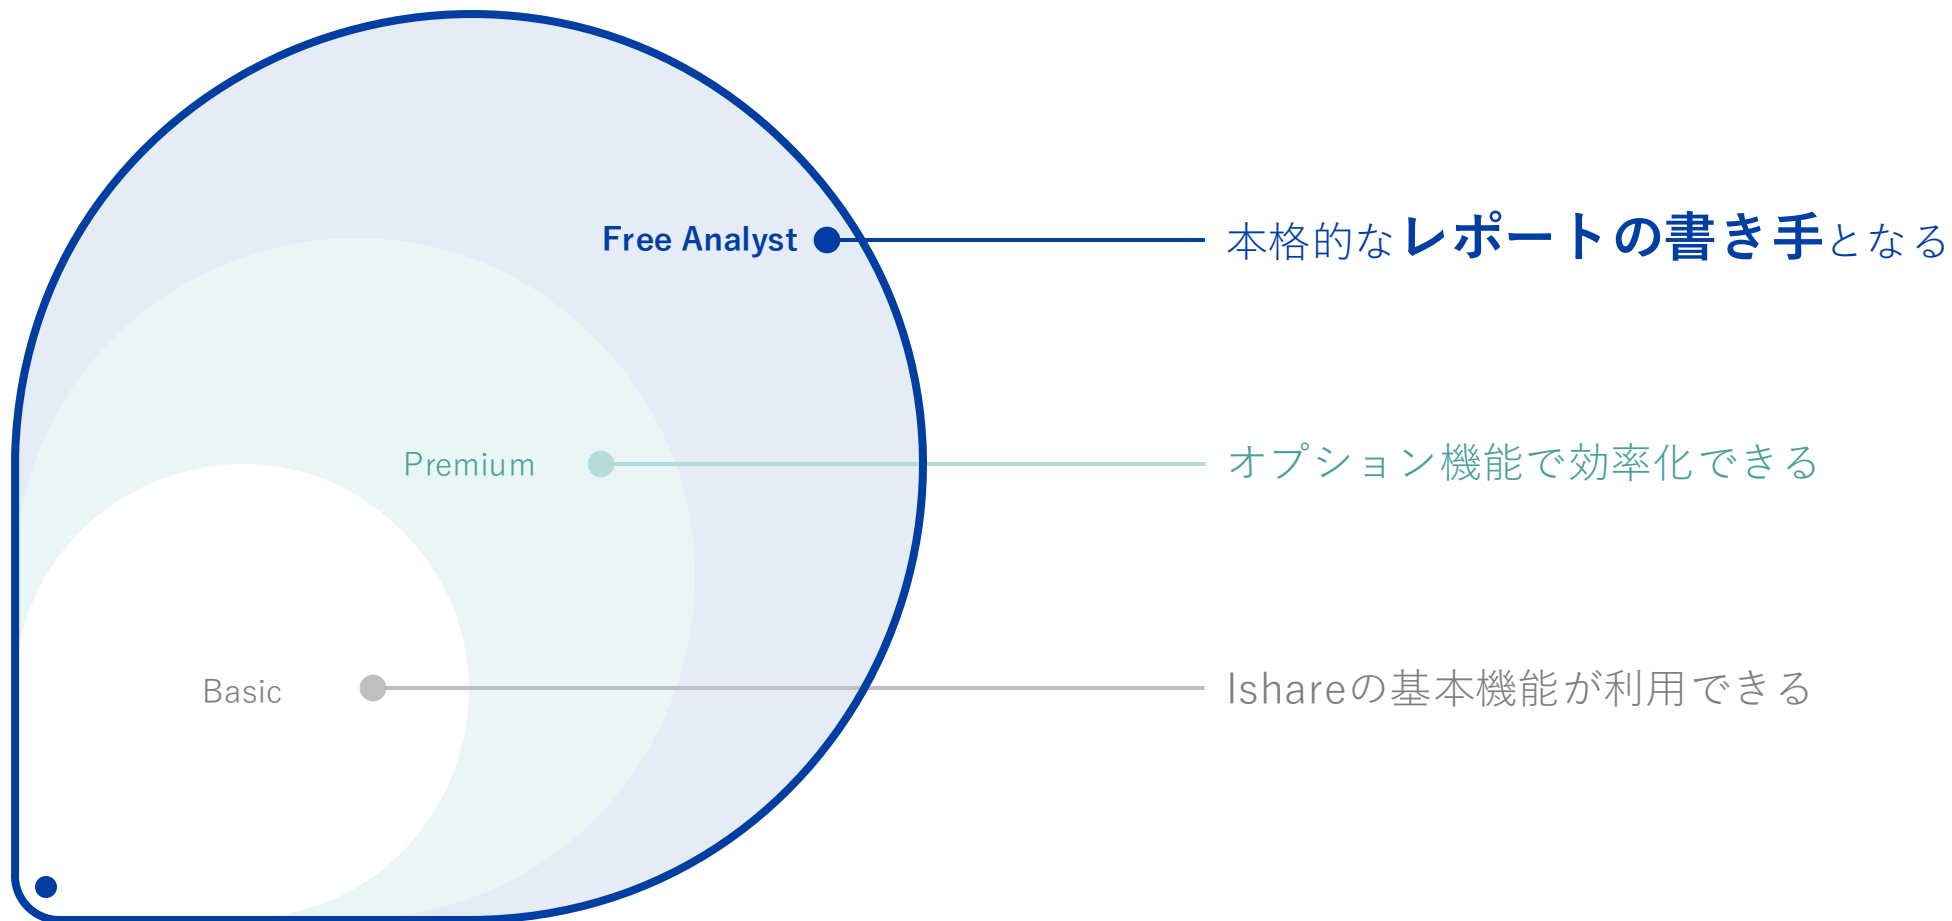 Free Analyst 本格的なレポートの書き手となる
Premium オプション機能で効率化できる
Basic Ishareの基本機能が利用できる